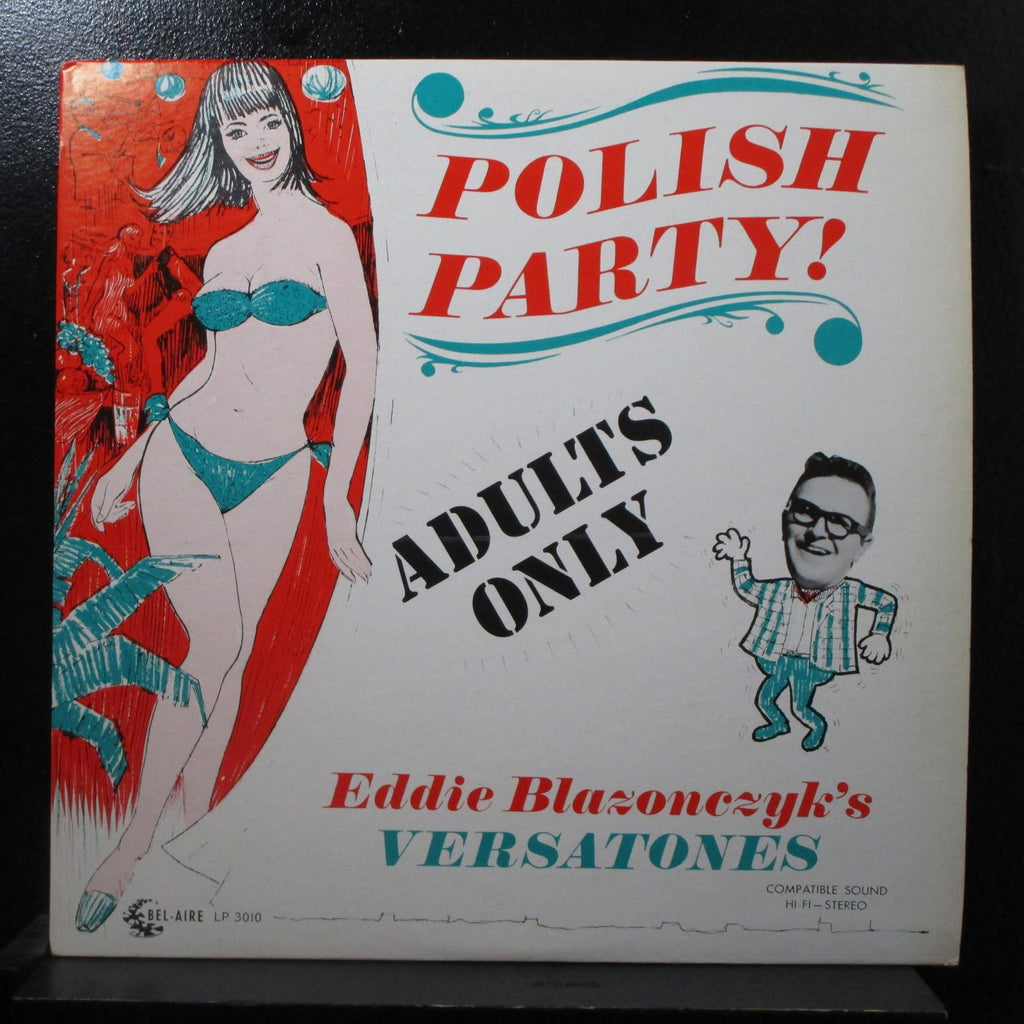 POLISH
PARTY!
ADULTS
ONLY
Eddie Blazonczyk's
VERSATONES
COMPATIBLE SOUND
HI-FI—STEREO
BEL-AIRE LP 3010